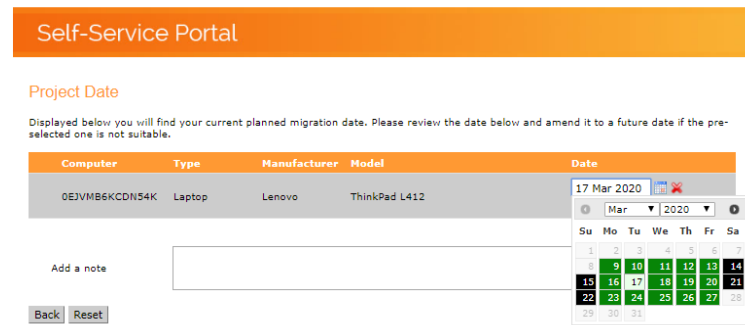 Self-Service Portal
Project Date
Displayed below you will find your current planned migration date. Please review the date below and amend it to a future date if the pre-
selected one is not suitable.
Computer Type Manufacturer Model Date
0EJVMB6KCDN54K Laptop Lenovo ThinkPad L412 17 Mar 2020
Mar 2020
Su Mo Tu We Th Fr Sa
1 2 3 4 5 6 7
8 9 10 11 12 13 14
15 16 17 18 19 20 21
22 23 24 25 26 27 28
29 30 31
Add a note
Back Reset